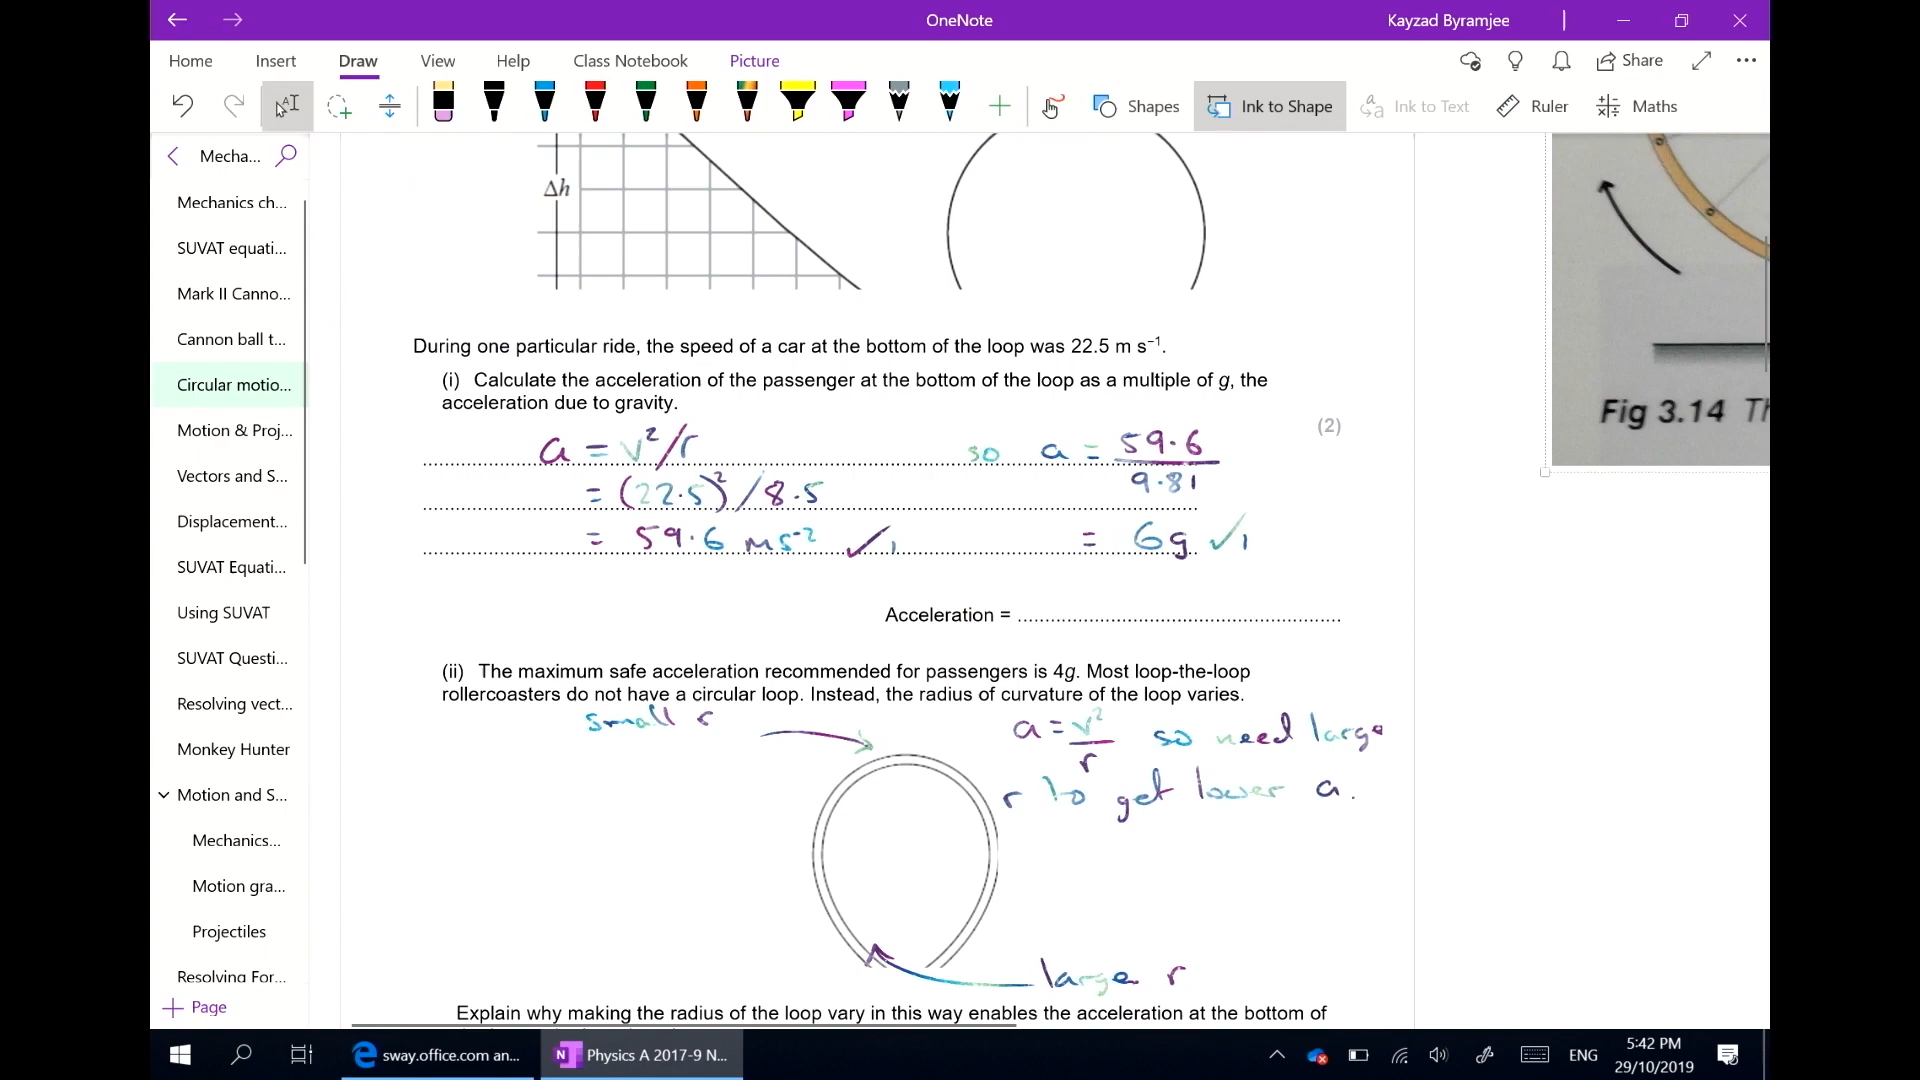 OneNote
Kayzad Byramjee
Home Insert Draw View Help Class Notebook Picture
Share
Shapes Ink to Shape Ink to Text Ruler Maths
Mecha...
Mechanics ch...
SUVAT equati...
Mark II Canno...
Cannon ball t...
Circular motio...
Motion & Proj...
Vectors and S...
Displacement...
SUVAT Equati...
Using SUVAT
SUVAT Questi...
Resolving vect...
Monkey Hunter
Motion and S...
Mechanics...
Motion gra...
Projectiles
Resolving For...
Page
Δh
During one particular ride, the speed of a car at the bottom of the loop was 22.5 m s⁻¹.
(i) Calculate the acceleration of the passenger at the bottom of the loop as a multiple of g, the
acceleration due to gravity.
(2)
a = v²/r
= (22.5)²/8.5
= 59.6 ms⁻² ✓1
so a = 59.6
9.81
= 6g ✓1
Acceleration = ..........................................................
(ii) The maximum safe acceleration recommended for passengers is 4g. Most loop-the-loop
rollercoasters do not have a circular loop. Instead, the radius of curvature of the loop varies.
small r
a = v²/r so need large
r to get lower a.
large r
Explain why making the radius of the loop vary in this way enables the acceleration at the bottom of
Fig 3.14
sway.office.com an...
Physics A 2017-9 N...
ENG
5:42 PM
29/10/2019